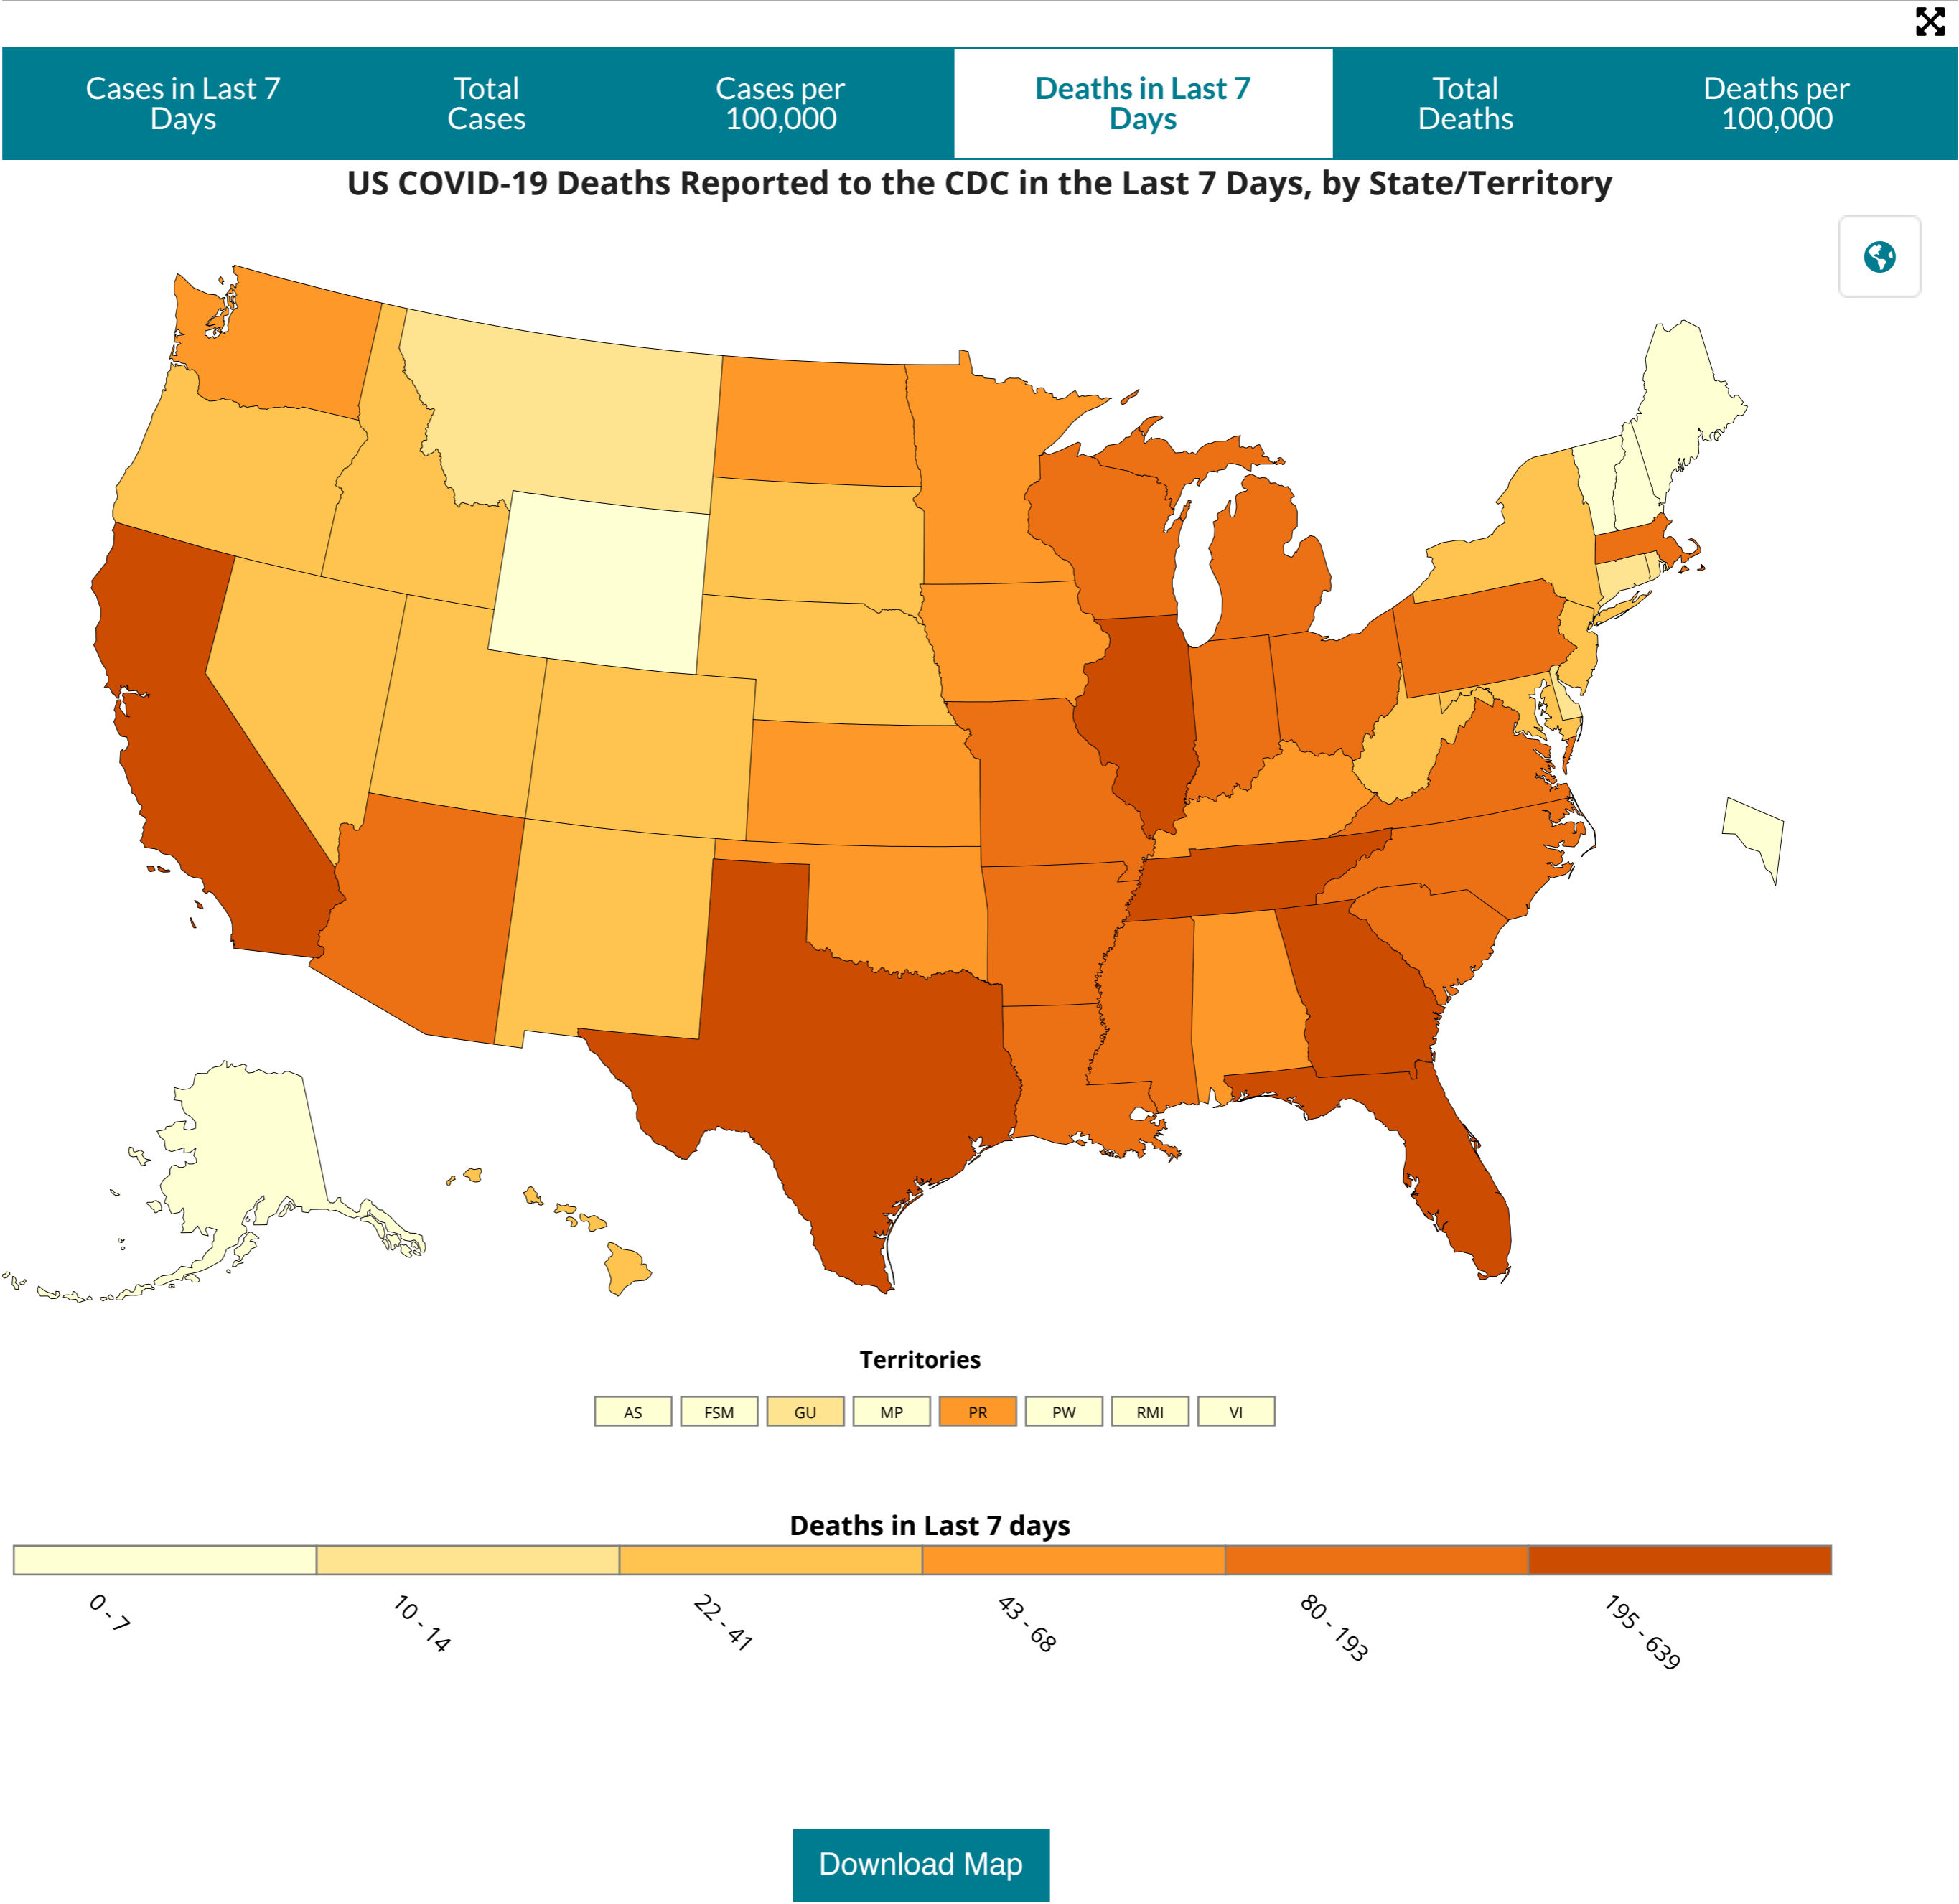 Cases in Last 7
Days
Total
Cases
Cases per
100,000
Deaths in Last 7
Days
Total
Deaths
Deaths per
100,000
US COVID-19 Deaths Reported to the CDC in the Last 7 Days, by State/Territory
Territories
AS
FSM
GU
MP
PR
PW
RMI
VI
Deaths in Last 7 days
0 - 7
10 - 14
22 - 41
43 - 68
80 - 193
195 - 639
Download Map